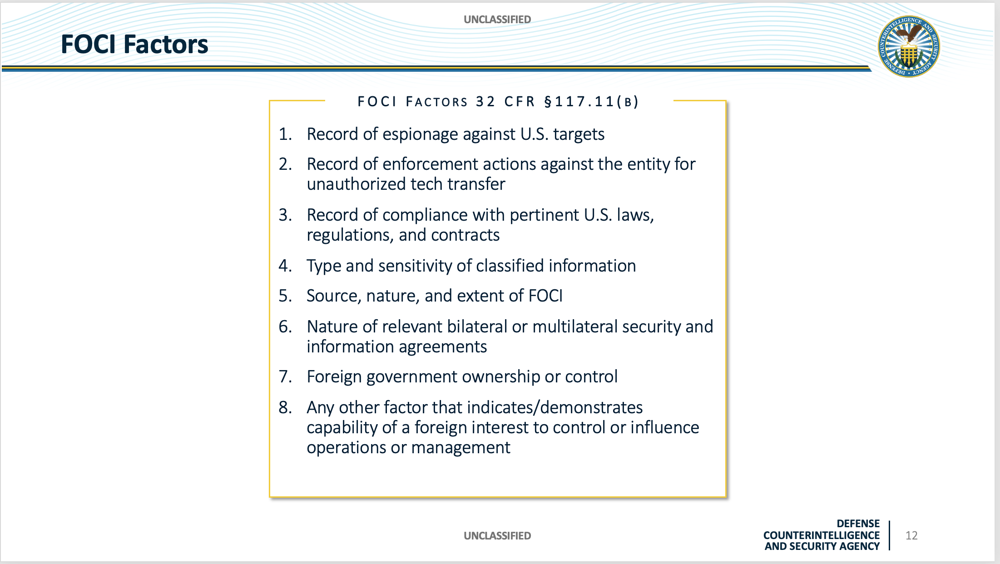 UNCLASSIFIED
FOCI Factors
DEFENSE COUNTERINTELLIGENCE AND SECURITY AGENCY
FOCI FACTORS 32 CFR §117.11(B)
1. Record of espionage against U.S. targets
2. Record of enforcement actions against the entity for
unauthorized tech transfer
3. Record of compliance with pertinent U.S. laws,
regulations, and contracts
4. Type and sensitivity of classified information
5. Source, nature, and extent of FOCI
6. Nature of relevant bilateral or multilateral security and
information agreements
7. Foreign government ownership or control
8. Any other factor that indicates/demonstrates
capability of a foreign interest to control or influence
operations or management
UNCLASSIFIED
DEFENSE
COUNTERINTELLIGENCE
AND SECURITY AGENCY
12